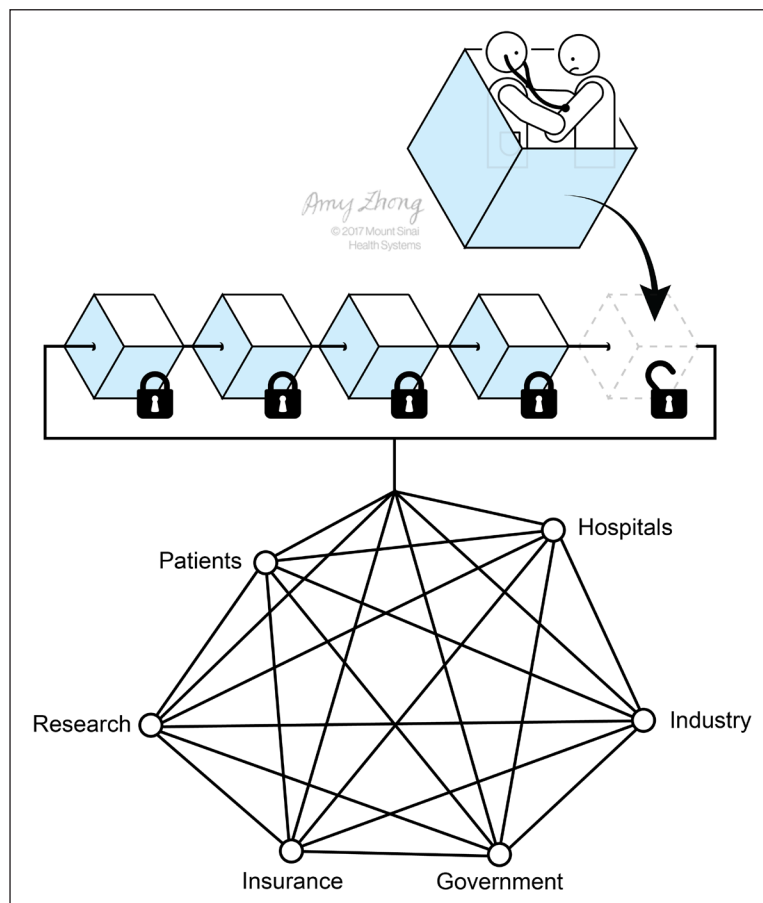 Amy Zhong
© 2017 Mount Sinai
Health Systems
Hospitals
Patients
Research
Industry
Insurance
Government